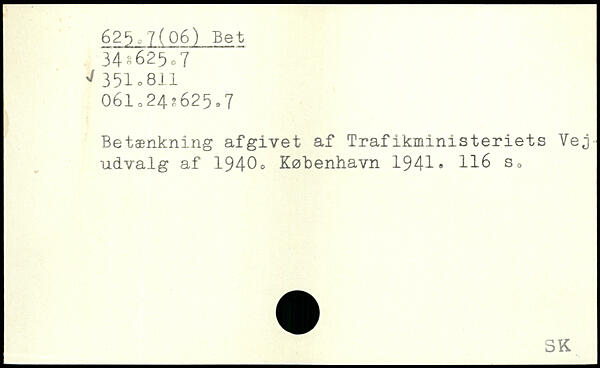 625.7(06) Bet
34:625.7
✓ 351.811
061.24:625.7
Betænkning afgivet af Trafikministeriets Vej-
udvalg af 1940. København 1941. 116 s.
SK